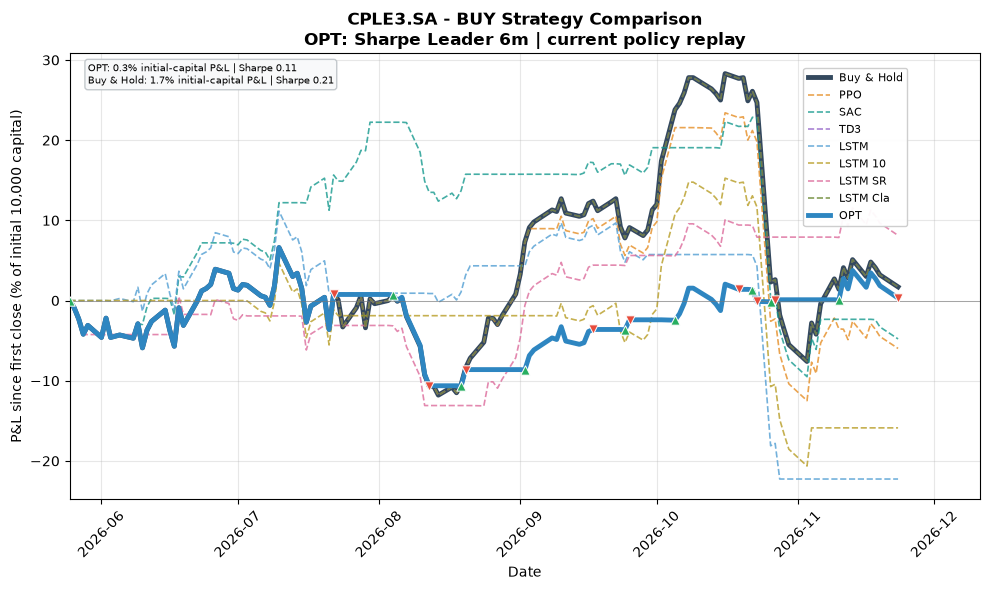 CPLE3.SA - BUY Strategy Comparison
OPT: Sharpe Leader 6m | current policy replay
OPT: 0.3% initial-capital P&L | Sharpe 0.11
Buy & Hold: 1.7% initial-capital P&L | Sharpe 0.21
Buy & Hold
PPO
SAC
TD3
LSTM
LSTM 10
LSTM SR
LSTM Cla
OPT
P&L since first close (% of initial 10,000 capital)
30
20
10
0
−10
−20
2026-06
2026-07
2026-08
2026-09
2026-10
2026-11
2026-12
Date